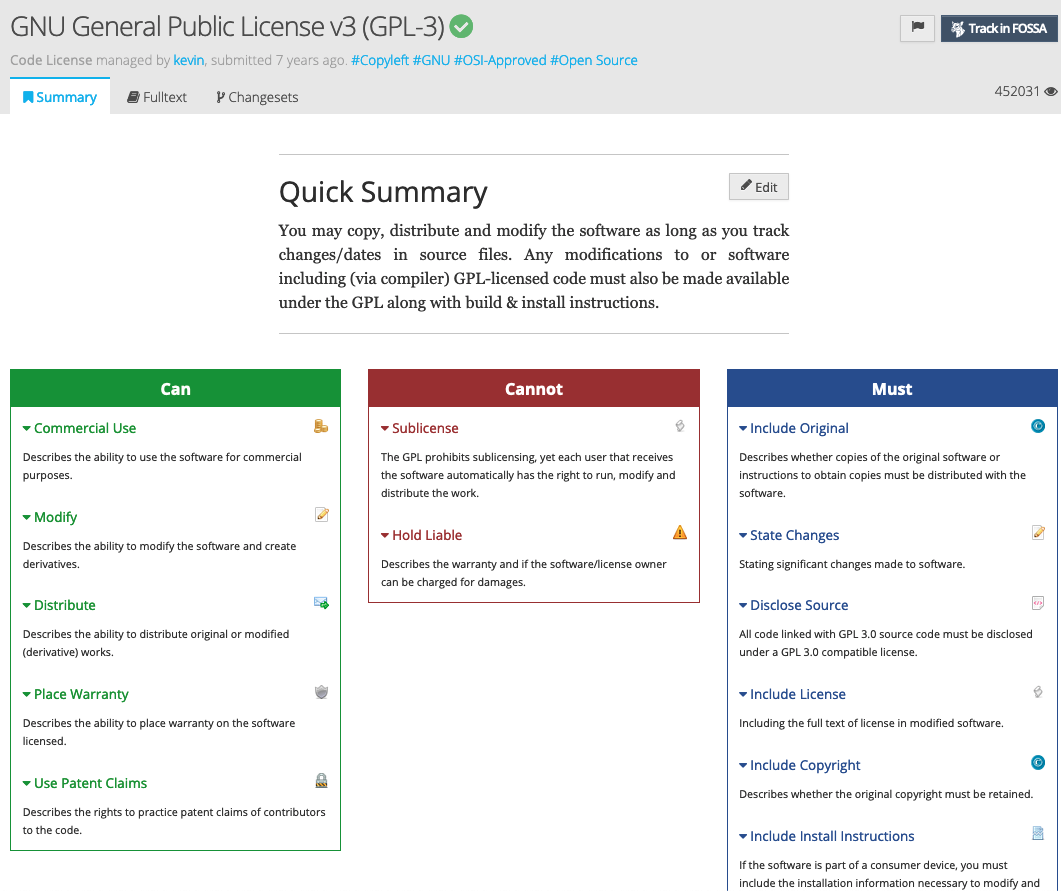 GNU General Public License v3 (GPL-3)
Track in FOSSA
Code License managed by kevin, submitted 7 years ago. #Copyleft #GNU #OSI-Approved #Open Source
Summary
Fulltext
Changesets
452031
Quick Summary
Edit
You may copy, distribute and modify the software as long as you track
changes/dates in source files. Any modifications to or software
including (via compiler) GPL-licensed code must also be made available
under the GPL along with build & install instructions.
Can
Commercial Use
Describes the ability to use the software for commercial
purposes.
Modify
Describes the ability to modify the software and create
derivatives.
Distribute
Describes the ability to distribute original or modified
(derivative) works.
Place Warranty
Describes the ability to place warranty on the software
licensed.
Use Patent Claims
Describes the rights to practice patent claims of contributors
to the code.
Cannot
Sublicense
The GPL prohibits sublicensing, yet each user that receives
the software automatically has the right to run, modify and
distribute the work.
Hold Liable
Describes the warranty and if the software/license owner
can be charged for damages.
Must
Include Original
Describes whether copies of the original software or
instructions to obtain copies must be distributed with the
software.
State Changes
Stating significant changes made to software.
Disclose Source
All code linked with GPL 3.0 source code must be disclosed
under a GPL 3.0 compatible license.
Include License
Including the full text of license in modified software.
Include Copyright
Describes whether the original copyright must be retained.
Include Install Instructions
If the software is part of a consumer device, you must
include the installation information necessary to modify and